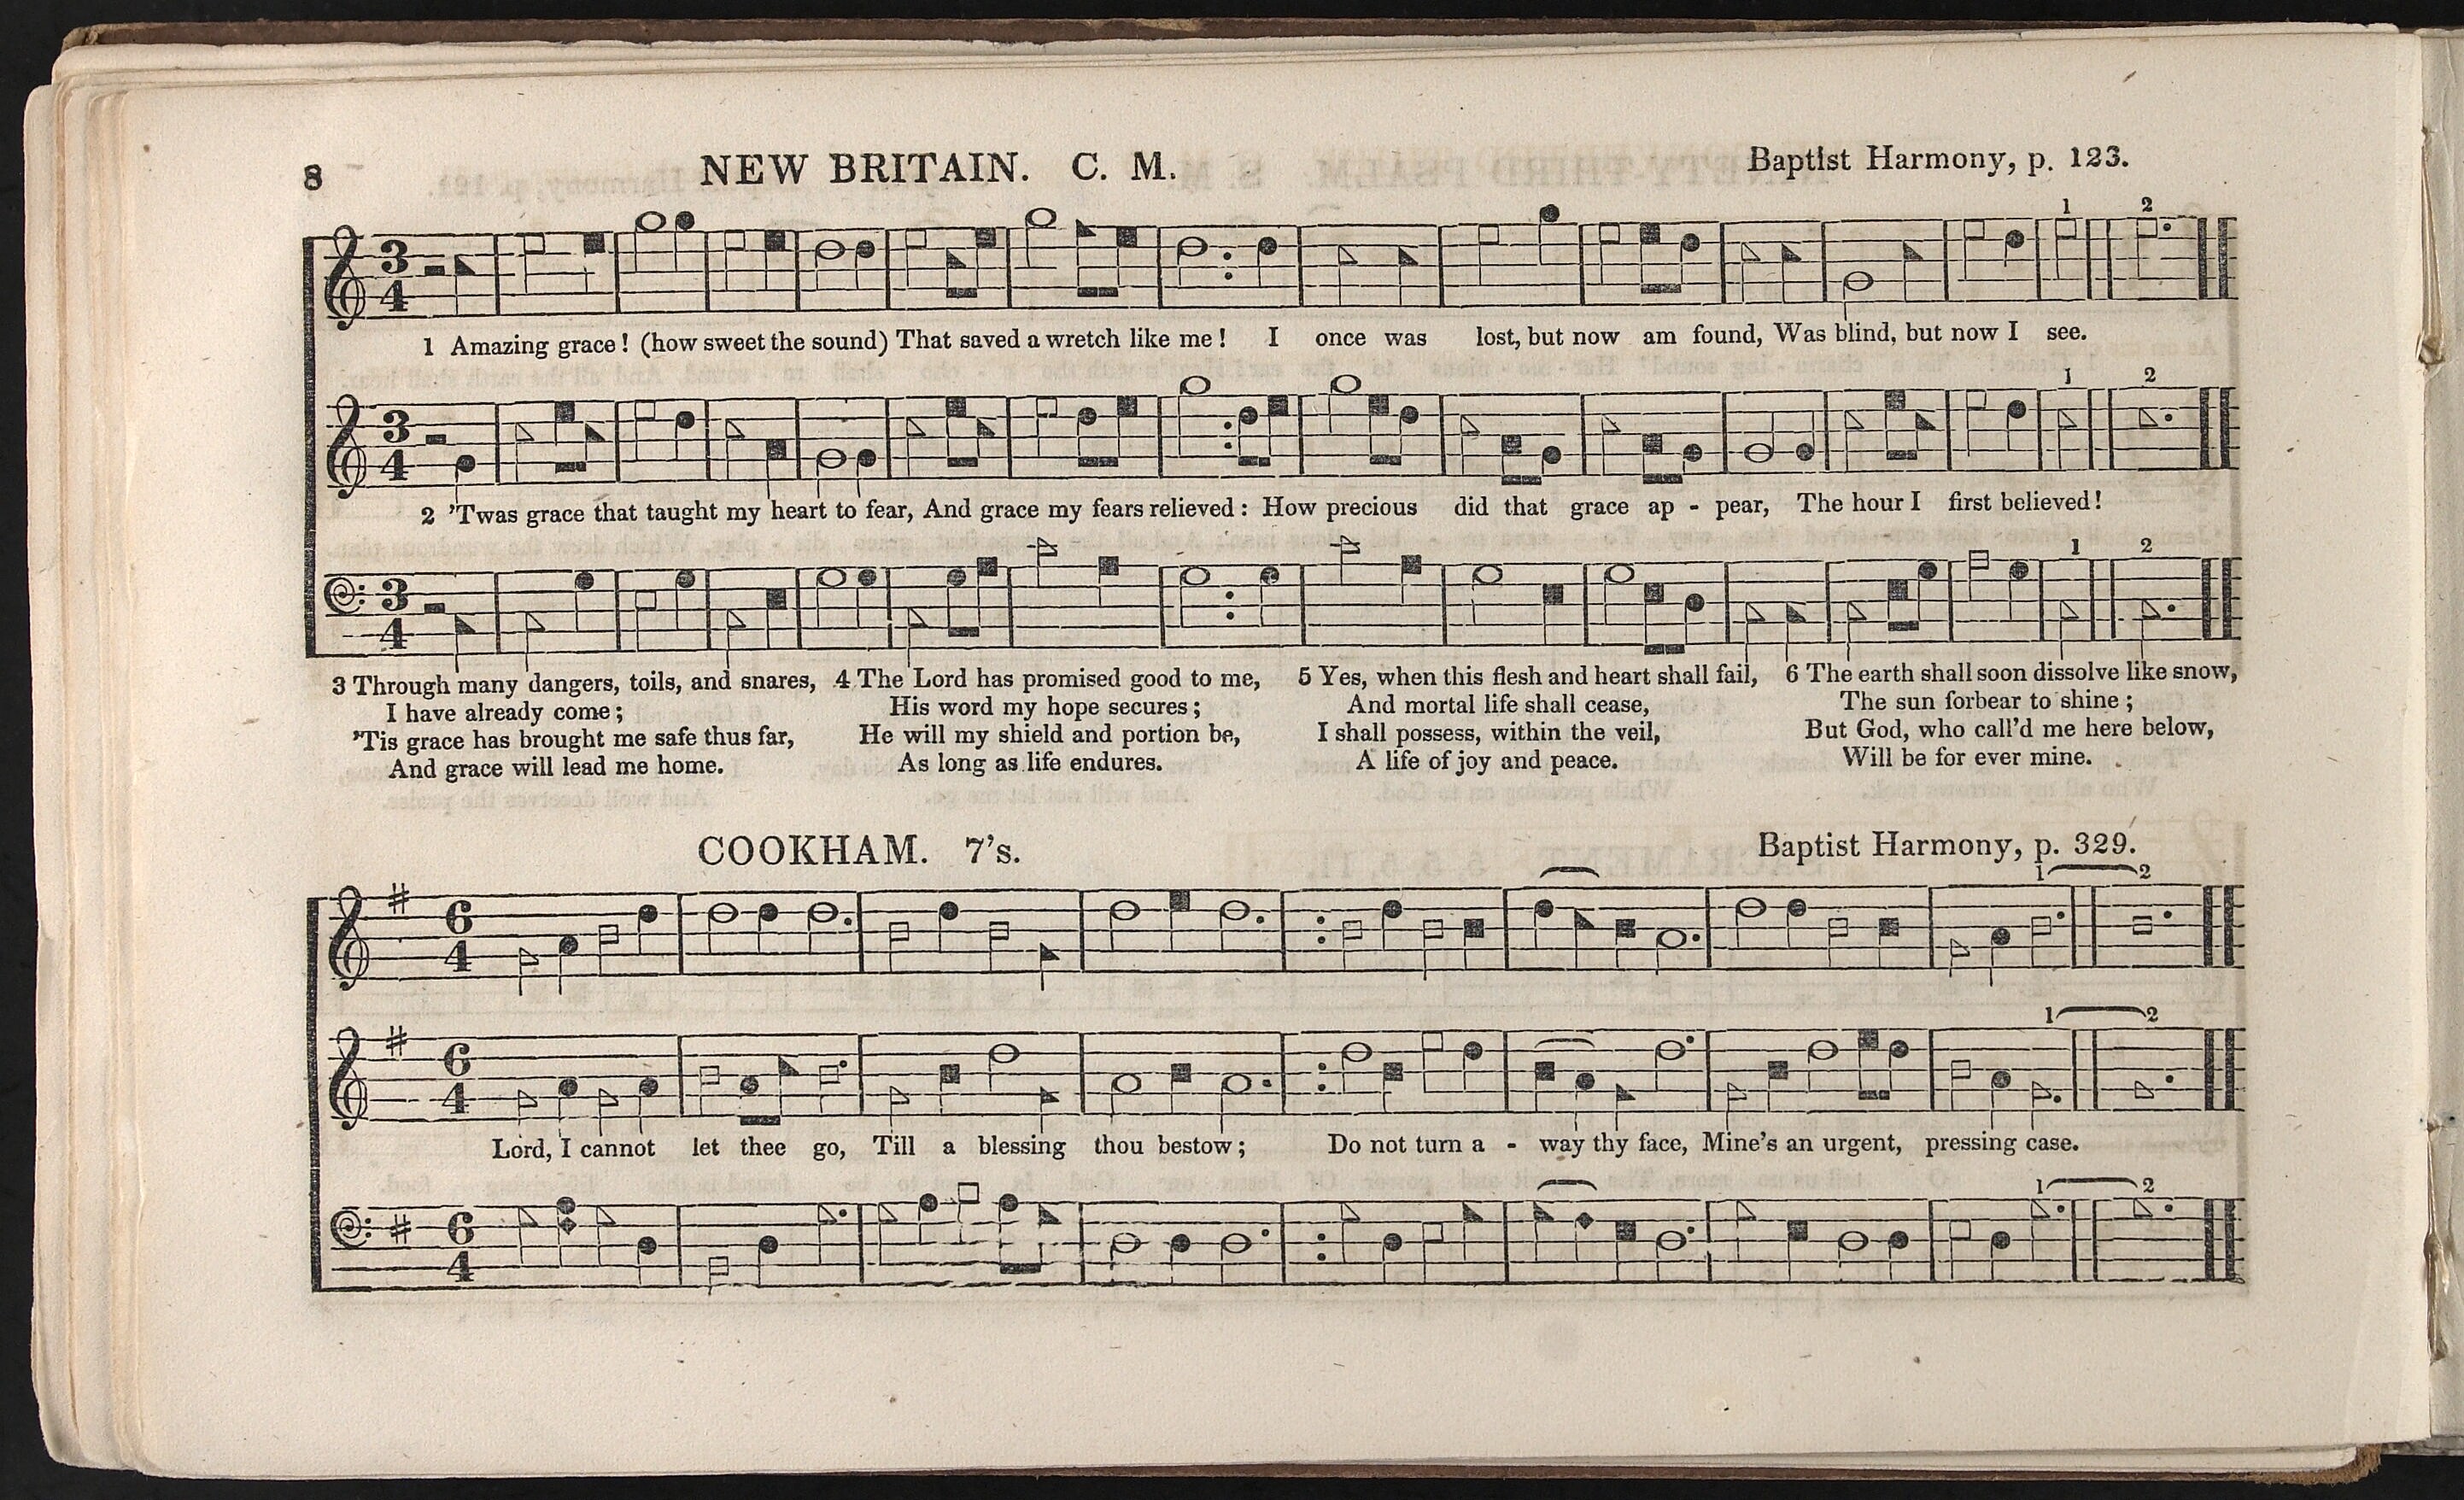 8 NEW BRITAIN. C. M. Baptist Harmony, p. 123.
3
4
1 2
1 Amazing grace! (how sweet the sound) That saved a wretch like me! I once was lost, but now am found, Was blind, but now I see.
3
4
1 2
2 'Twas grace that taught my heart to fear, And grace my fears relieved: How precious did that grace ap - pear, The hour I first believed!
3
4
1 2
3 Through many dangers, toils, and snares,
I have already come;
'Tis grace has brought me safe thus far,
And grace will lead me home.
4 The Lord has promised good to me,
His word my hope secures;
He will my shield and portion be,
As long as life endures.
5 Yes, when this flesh and heart shall fail,
And mortal life shall cease,
I shall possess, within the veil,
A life of joy and peace.
6 The earth shall soon dissolve like snow,
The sun forbear to shine;
But God, who call'd me here below,
Will be for ever mine.
COOKHAM. 7's. Baptist Harmony, p. 329.
6
4
1 2
6
4
1 2
Lord, I cannot let thee go, Till a blessing thou bestow; Do not turn a - way thy face, Mine's an urgent, pressing case.
6
4
1 2